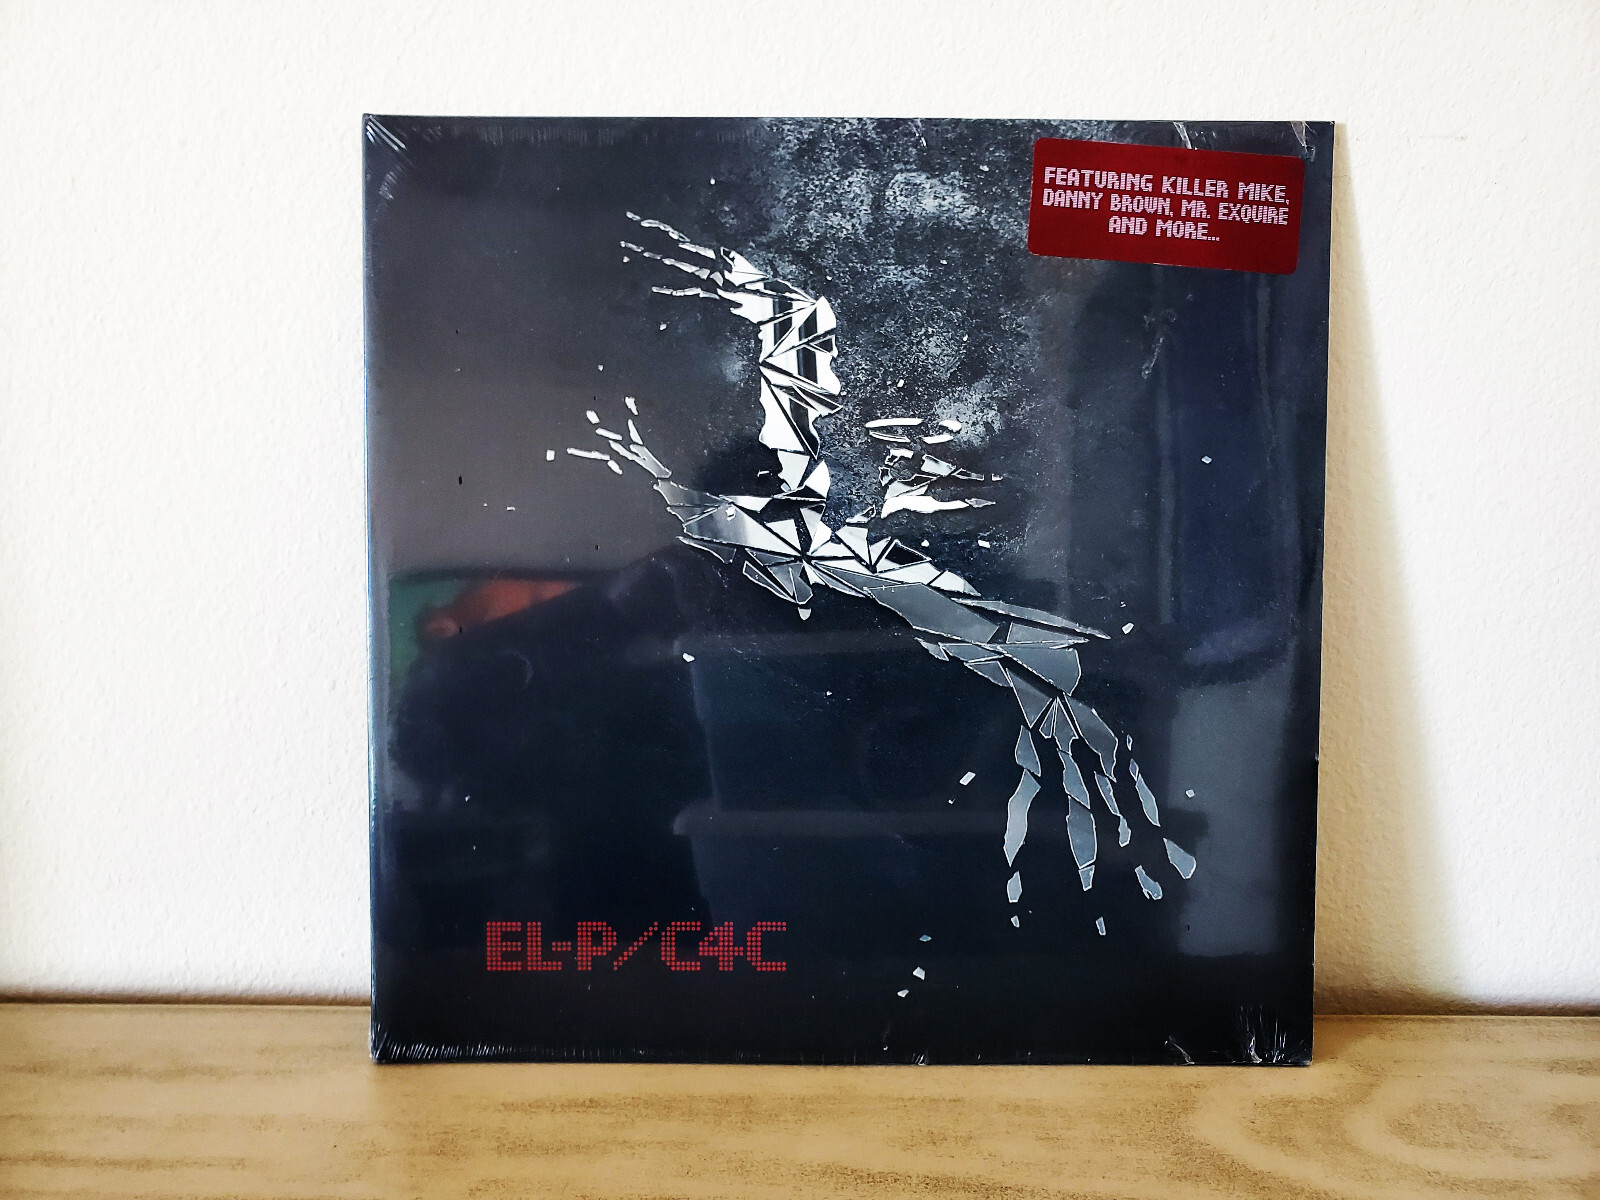 FEATURING KILLER MIKE,
DANNY BROWN, MR. EXQUIRE
AND MORE...
EL-P/C4C